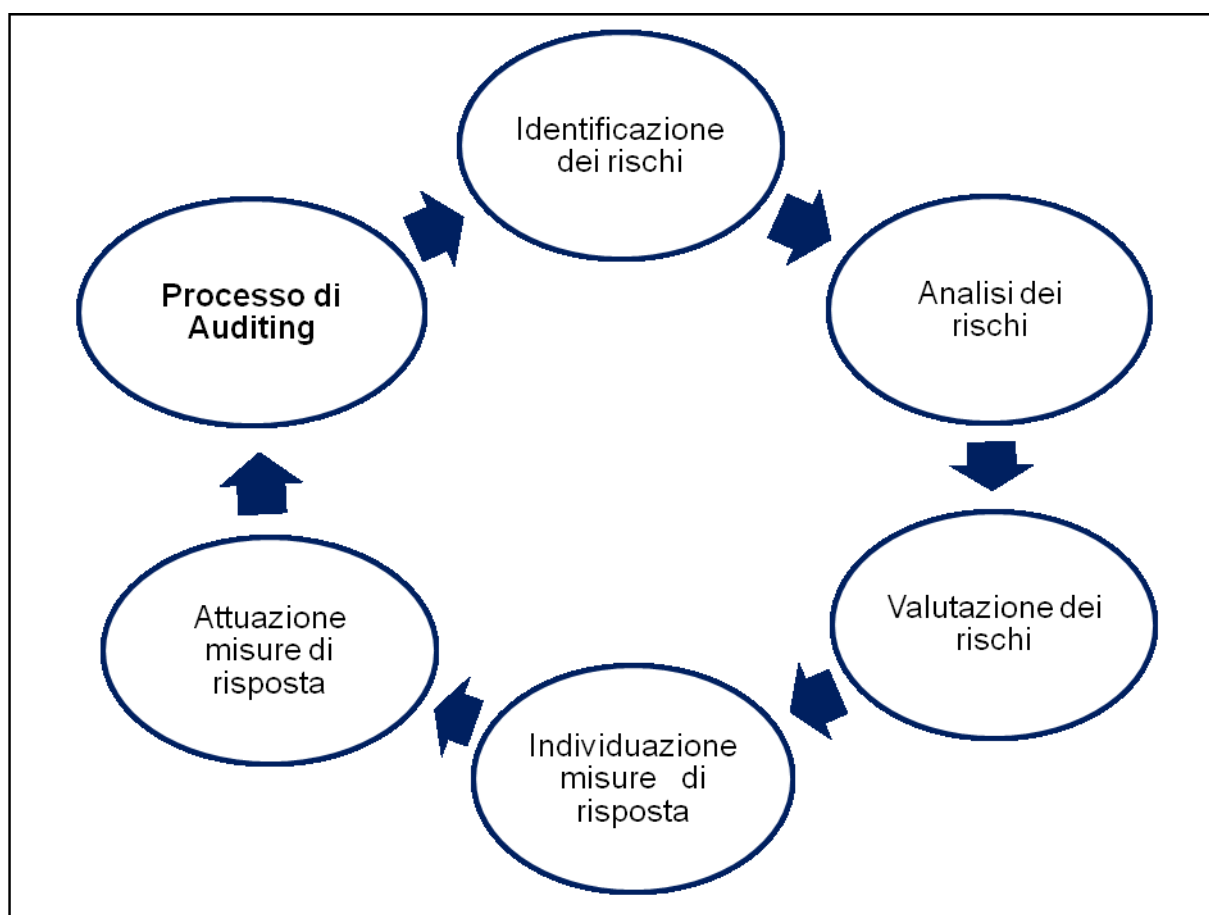 Identificazione
dei rischi
Analisi dei
rischi
Valutazione dei
rischi
Individuazione
misure di
risposta
Attuazione
misure di
risposta
Processo di
Auditing